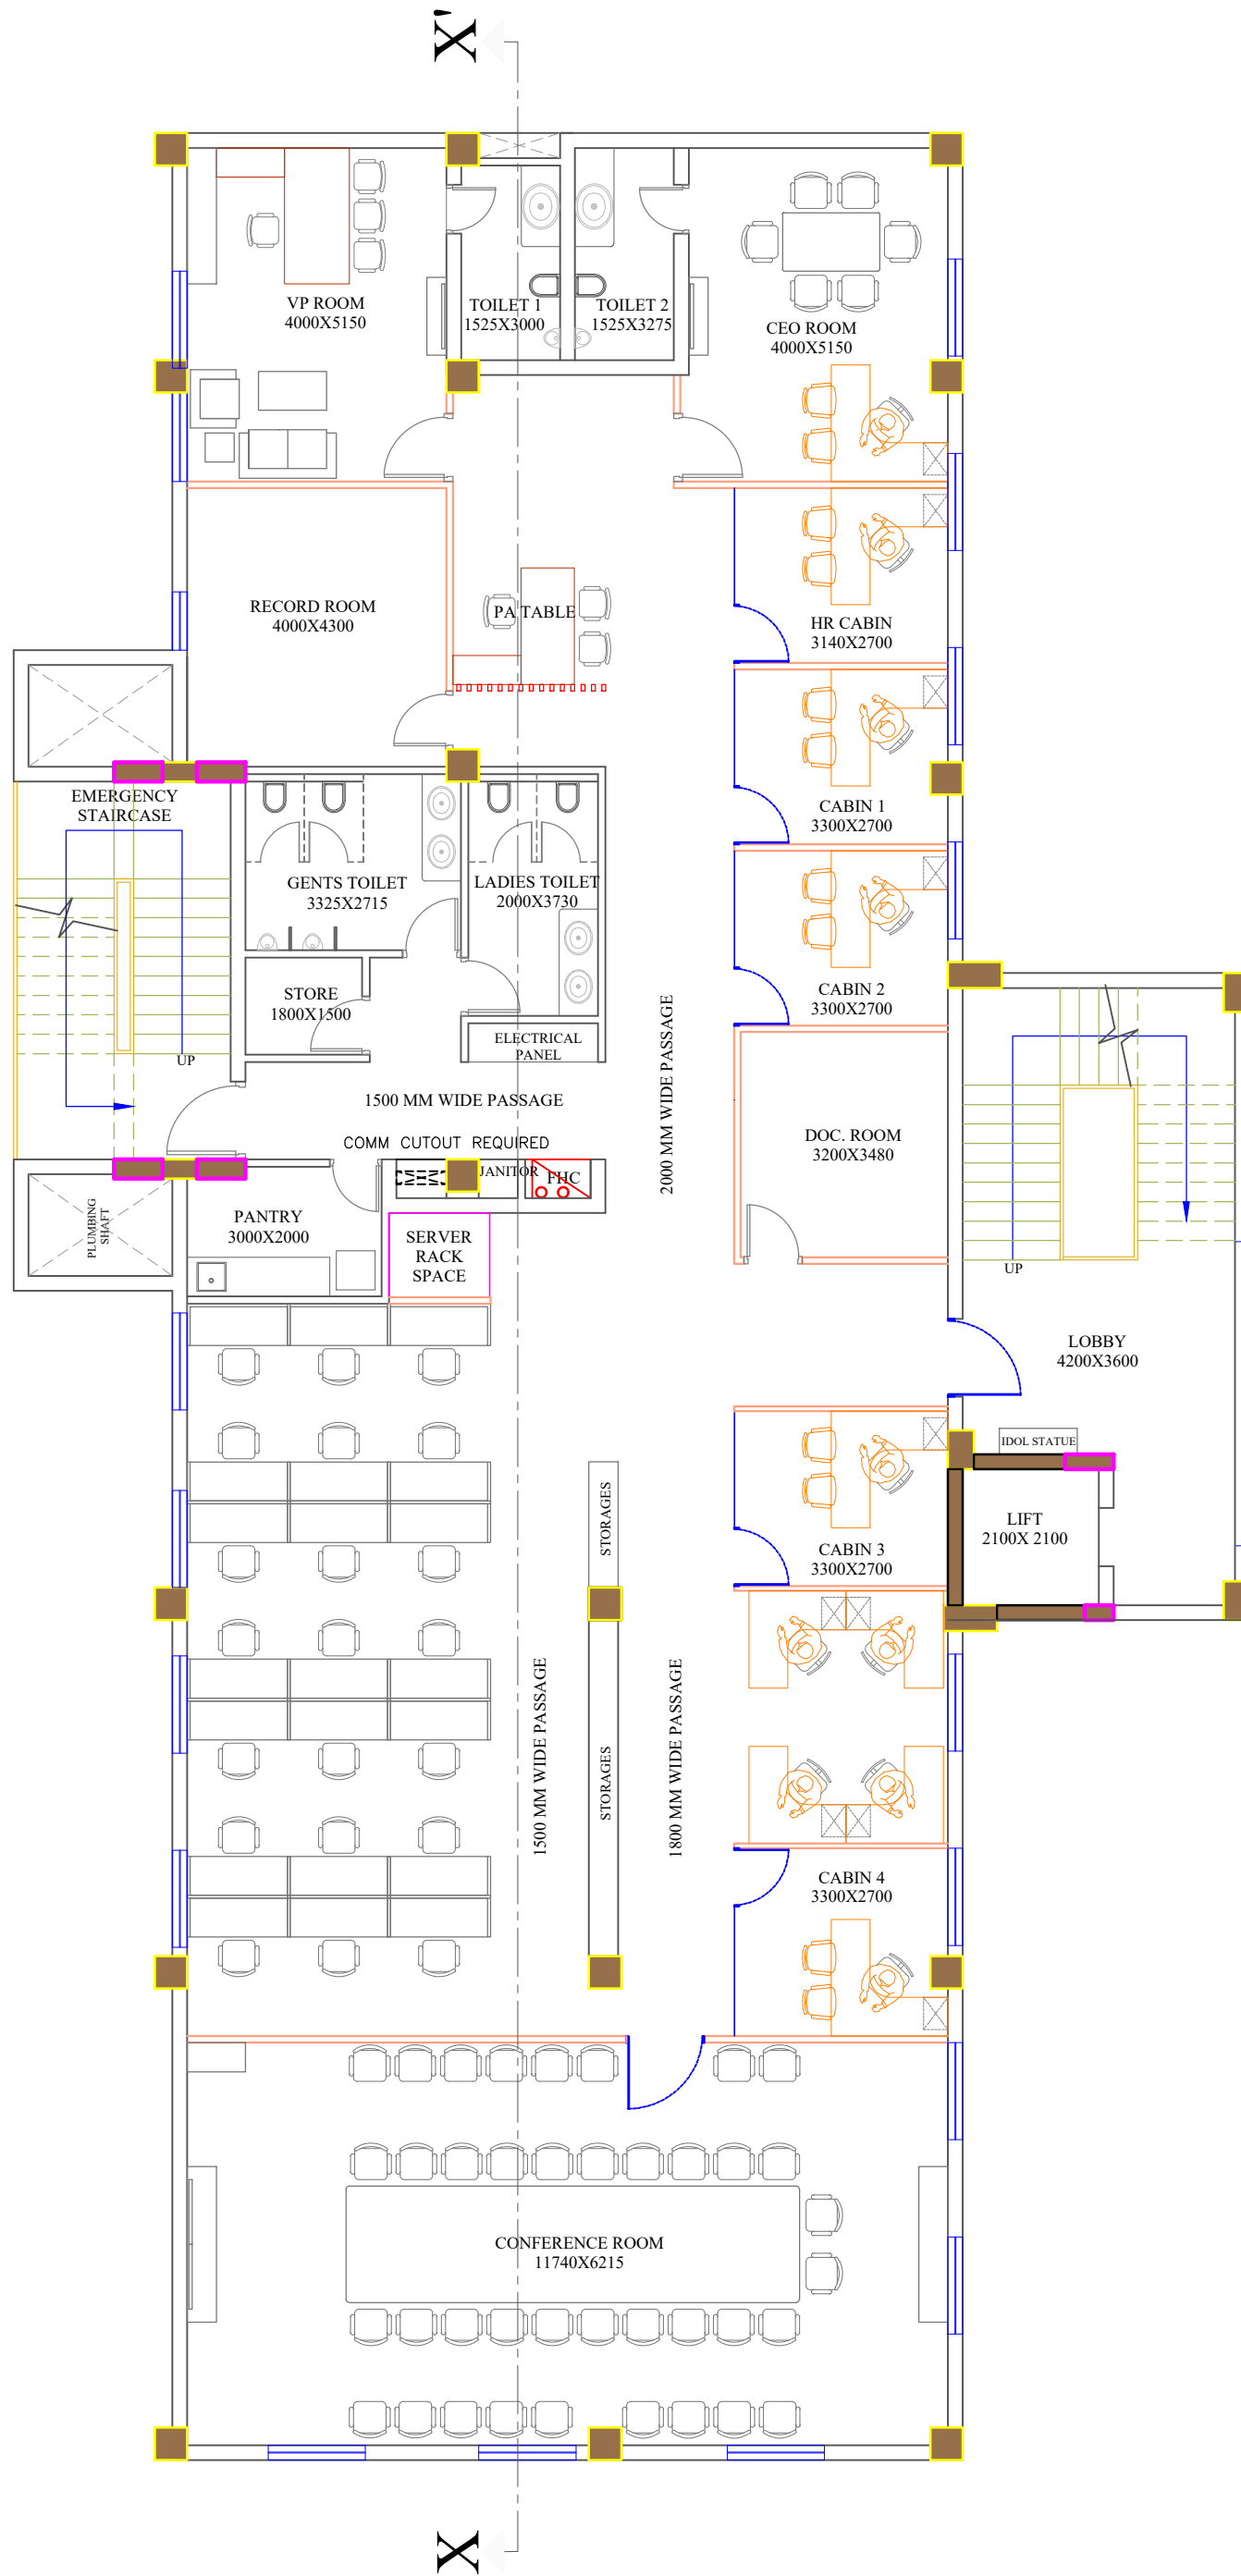 X'
VP ROOM
4000X5150
TOILET 1
1525X3000
TOILET 2
1525X3275
CEO ROOM
4000X5150
RECORD ROOM
4000X4300
PA TABLE
HR CABIN
3140X2700
EMERGENCY
STAIRCASE
UP
GENTS TOILET
3325X2715
LADIES TOILET
2000X3730
CABIN 1
3300X2700
STORE
1800X1500
ELECTRICAL
PANEL
CABIN 2
3300X2700
2000 MM WIDE PASSAGE
1500 MM WIDE PASSAGE
COMM CUTOUT REQUIRED
DOC. ROOM
3200X3480
JANITOR
FHC
PLUMBING
SHAFT
PANTRY
3000X2000
SERVER
RACK
SPACE
UP
LOBBY
4200X3600
IDOL STATUE
LIFT
2100X 2100
STORAGES
CABIN 3
3300X2700
1500 MM WIDE PASSAGE
STORAGES
1800 MM WIDE PASSAGE
CABIN 4
3300X2700
CONFERENCE ROOM
11740X6215
X